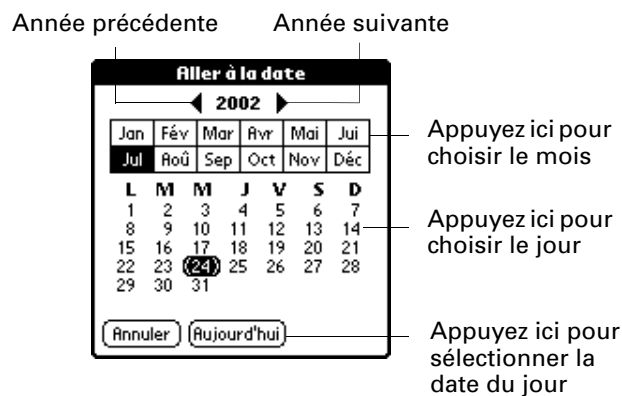 Année précédente Année suivante
Aller à la date
2002
Jan Fév Mar Avr Mai Jui
Jul Aoû Sep Oct Nov Déc
Appuyez ici pour
choisir le mois
L M M J V S D
1 2 3 4 5 6 7
8 9 10 11 12 13 14
15 16 17 18 19 20 21
22 23 24 25 26 27 28
29 30 31
Appuyez ici pour
choisir le jour
Annuler Aujourd'hui
Appuyez ici pour
sélectionner la
date du jour